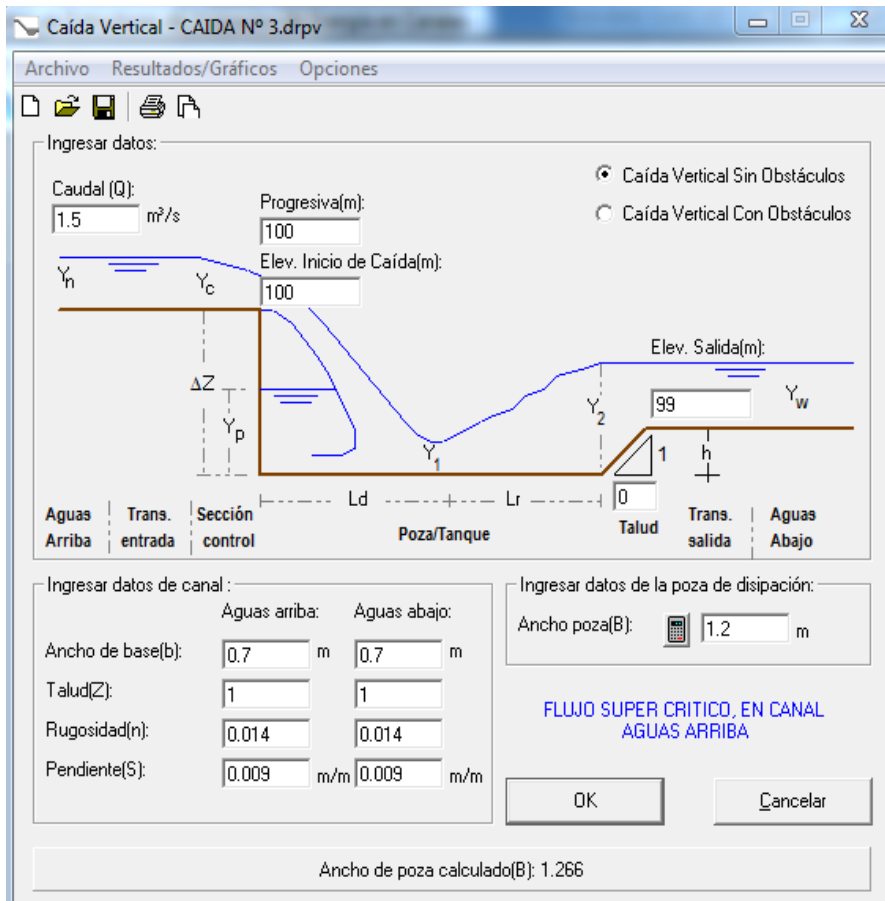 Caída Vertical - CAIDA Nº 3.drpv
Archivo Resultados/Gráficos Opciones
Ingresar datos:
Caudal (Q):
1.5 m³/s
Progresiva(m):
100
Elev. Inicio de Caída(m):
100
Caída Vertical Sin Obstáculos
Caída Vertical Con Obstáculos
Yn
Yc
ΔZ
Yp
Y1
Y2
Elev. Salida(m):
99
Yw
1
h
Ld
Lr
0
Talud
Aguas Arriba
Trans. entrada
Sección control
Poza/Tanque
Trans. salida
Aguas Abajo
Ingresar datos de canal :
Aguas arriba: Aguas abajo:
Ancho de base(b): 0.7 m 0.7 m
Talud(Z): 1 1
Rugosidad(n): 0.014 0.014
Pendiente(S): 0.009 m/m 0.009 m/m
Ingresar datos de la poza de disipación:
Ancho poza(B): 1.2 m
FLUJO SUPER CRITICO, EN CANAL
AGUAS ARRIBA
OK Cancelar
Ancho de poza calculado(B): 1.266